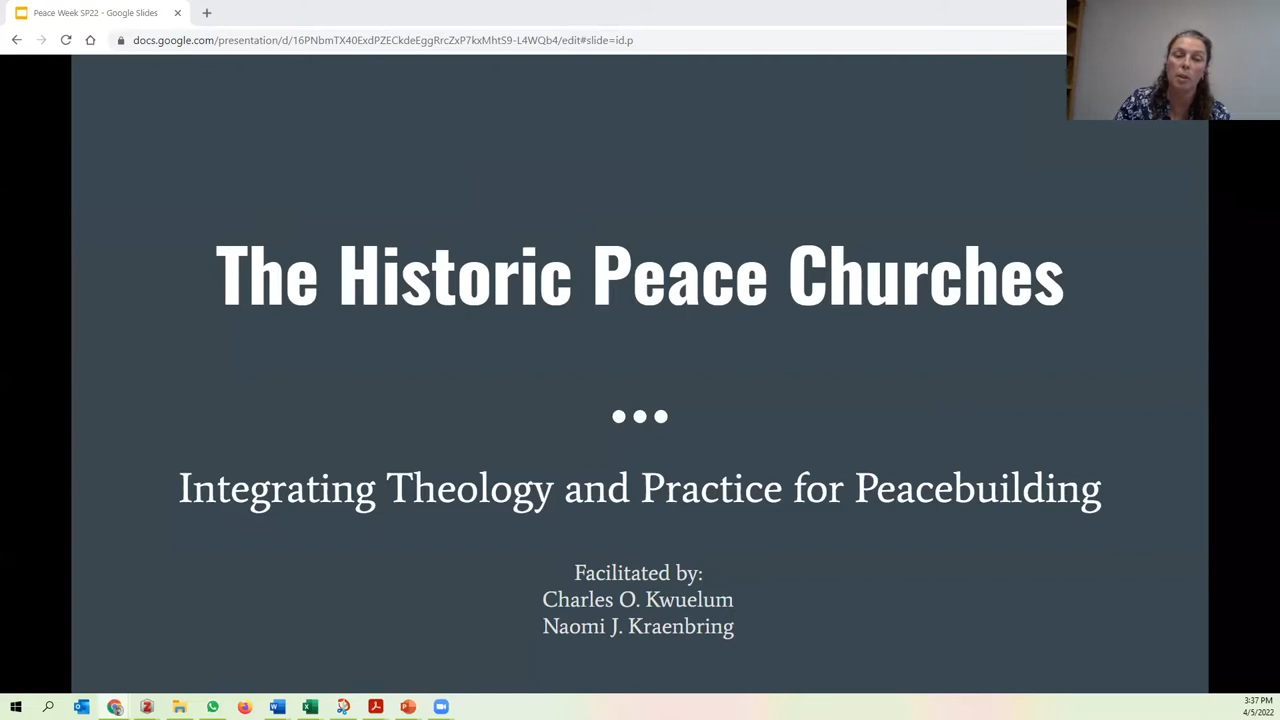 Peace Week SP22 - Google Slides
docs.google.com/presentation/d/16PNbmTX40ExdPZECkdeEggRrcZxP7kxMhtS9-L4WQb4/edit#slide=id.p
The Historic Peace Churches
Integrating Theology and Practice for Peacebuilding
Facilitated by:
Charles O. Kwuelum
Naomi J. Kraenbring
3:37 PM
4/5/2022